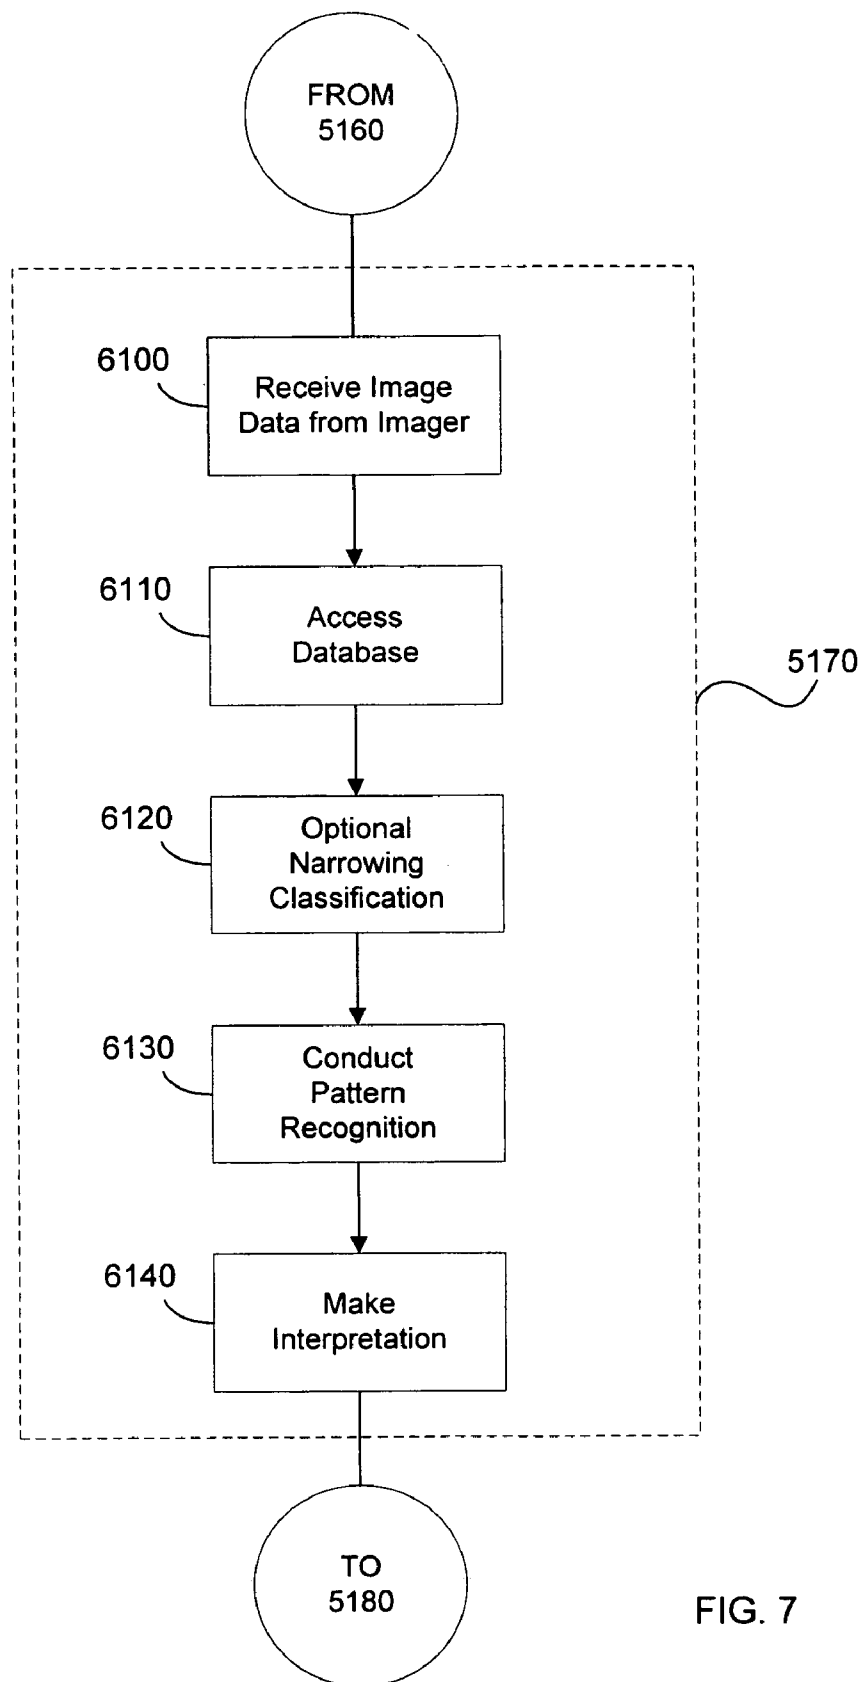 FROM
5160
6100
Receive Image
Data from Imager
6110
Access
Database
5170
6120
Optional
Narrowing
Classification
6130
Conduct
Pattern
Recognition
6140
Make
Interpretation
TO
5180
FIG. 7